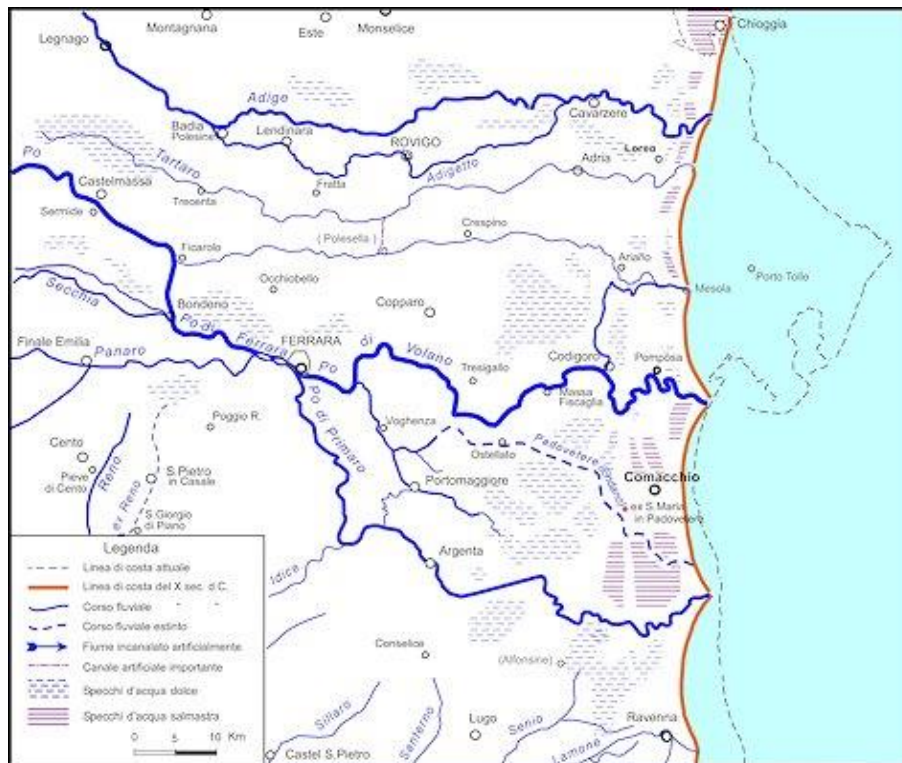 Chioggia
Montagnana
Este
Monselice
Legnago
Adige
Cavarzere
Badia
Polesine
Lendinara
ROVIGO
Loreo
Adria
Adigetto
Po
Tartaro
Castelmassa
Trecenta
Fratta
Sermide
Crespino
(Polesella)
Ficarolo
Ariano
Porto Tolle
Mesola
Occhiobello
Secchia
Bondeno
Copparo
Po di Ferrara
FERRARA
Finale Emilia
Panaro
Po di Volano
Tresigallo
Codigoro
Pomposa
Massa
Fiscaglia
Po di Primaro
Poggio R.
Voghenza
Ostellato
Padovetere
Cento
Pieve
di Cento
Reno
ex Reno
S.Pietro
in Casale
Portomaggiore
Comacchio
ex S.Maria
in Padovetere
S.Giorgio
di Piano
Argenta
Idice
Legenda
Linea di costa attuale
Linea di costa del X sec. d.C.
Corso fluviale
Corso fluviale estinto
Fiume incanalato artificialmente
Canale artificiale importante
Specchi d'acqua dolce
Specchi d'acqua salmastra
0 5 10 Km
Conselice
(Alfonsine)
Sillaro
Santerno
Lugo
Senio
Lamone
Ravenna
Castel S.Pietro